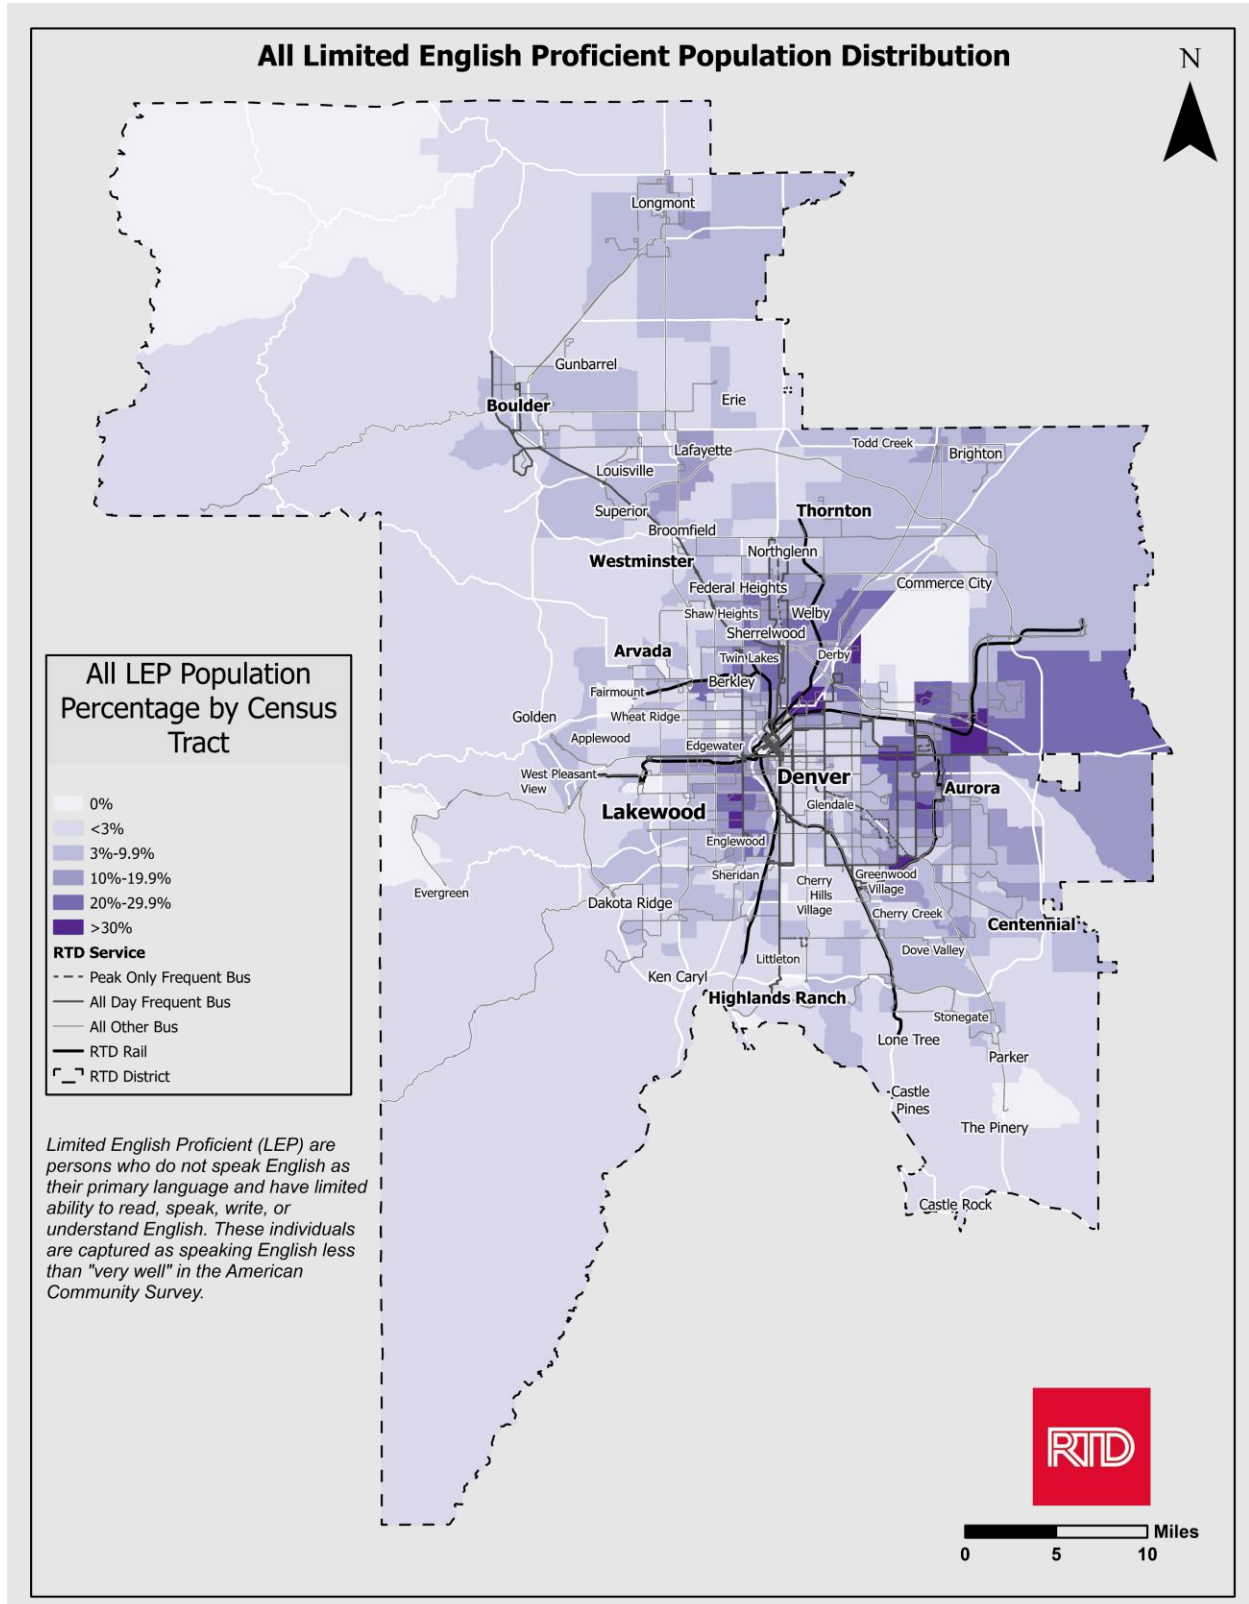 All Limited English Proficient Population Distribution
N
Longmont
Gunbarrel
Boulder
Erie
Todd Creek
Brighton
Lafayette
Louisville
Superior
Thornton
Broomfield
Northglenn
Westminster
Commerce City
Federal Heights
Shaw Heights
Welby
Sherrelwood
Arvada
Twin Lakes
Derby
Berkley
Fairmount
Golden
Wheat Ridge
Applewood
Edgewater
West Pleasant
View
Denver
Aurora
Lakewood
Glendale
Englewood
Sheridan
Greenwood
Village
Cherry
Hills
Village
Evergreen
Dakota Ridge
Cherry Creek
Centennial
Dove Valley
Littleton
Ken Caryl
Highlands Ranch
Stonegate
Lone Tree
Parker
Castle
Pines
The Pinery
Castle Rock
All LEP Population
Percentage by Census
Tract
0%
<3%
3%-9.9%
10%-19.9%
20%-29.9%
>30%
RTD Service
Peak Only Frequent Bus
All Day Frequent Bus
All Other Bus
RTD Rail
RTD District
Limited English Proficient (LEP) are
persons who do not speak English as
their primary language and have limited
ability to read, speak, write, or
understand English. These individuals
are captured as speaking English less
than "very well" in the American
Community Survey.
RTD
Miles
0 5 10